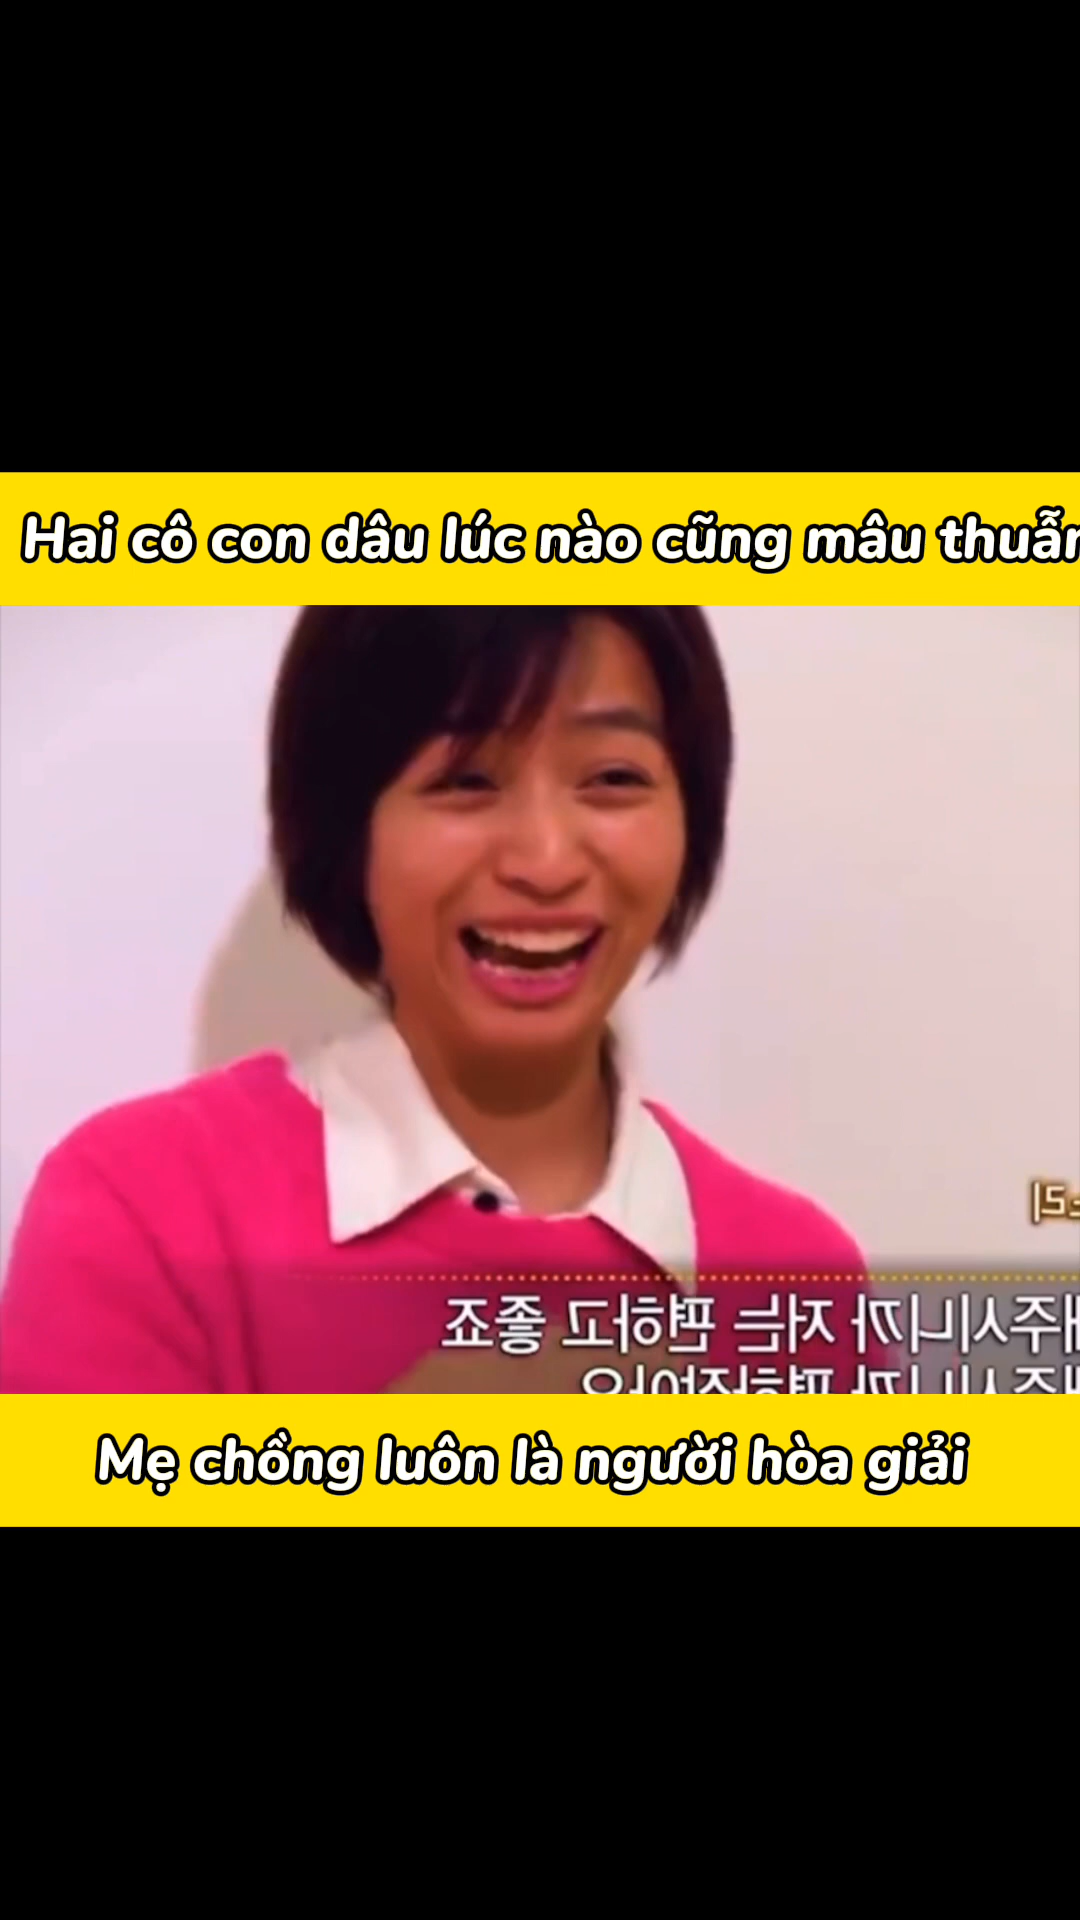 Hai cô con dâu lúc nào cũng mâu thuẫn
해주시니까 저는 편하고 좋죠
Mẹ chồng luôn là người hòa giải